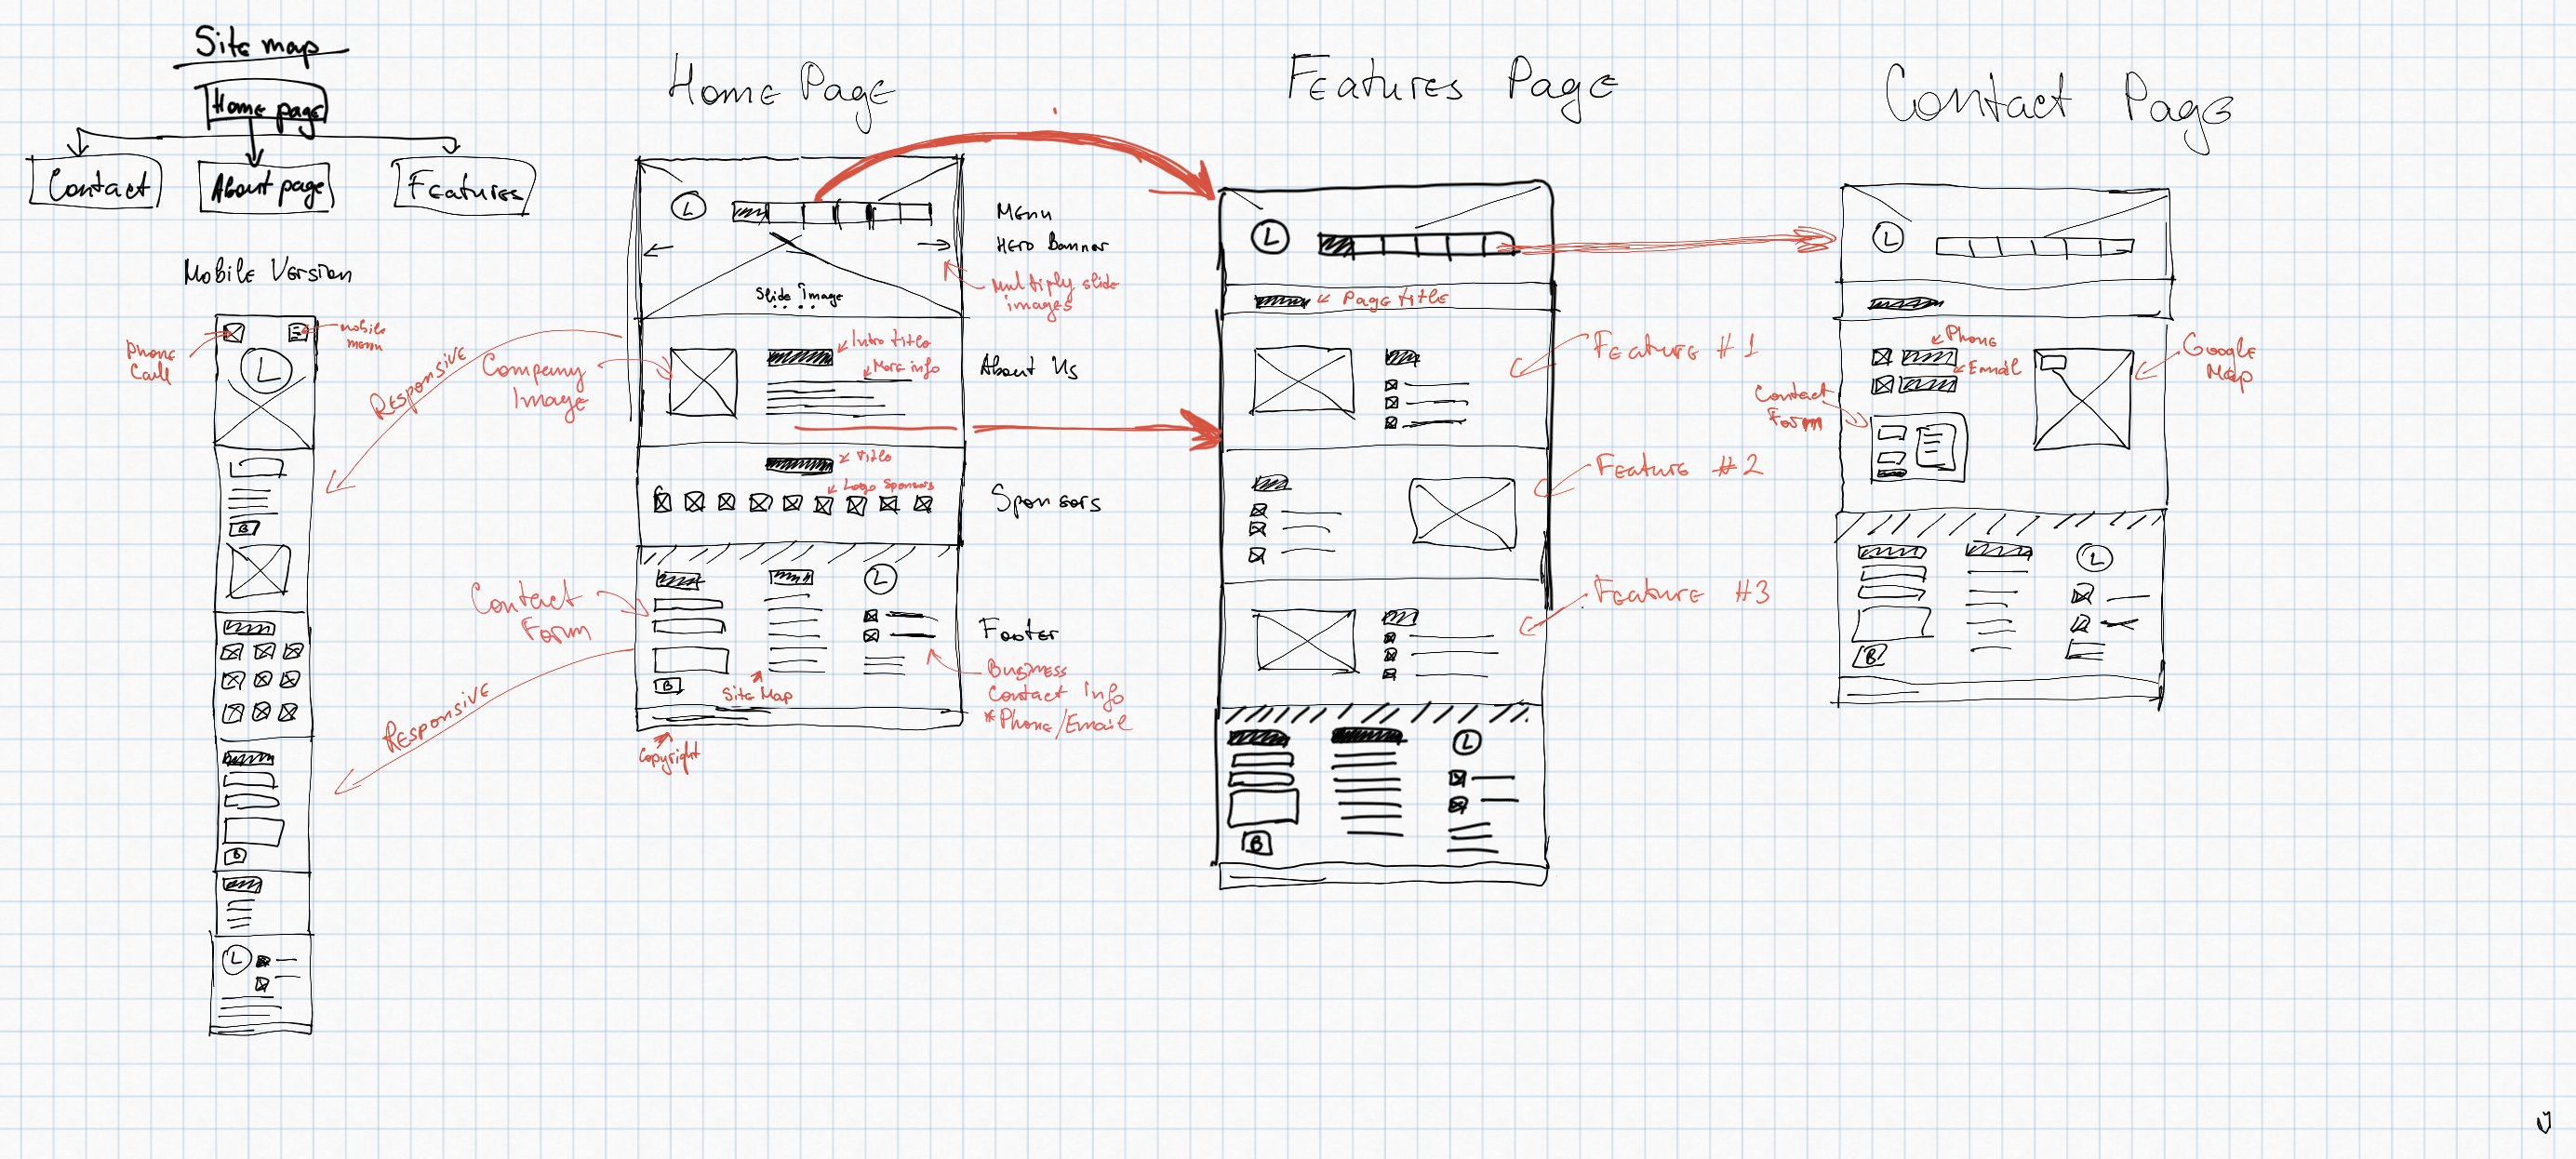 Site map
Home page
Contact
About page
Features
Mobile Version
Phone
Call
mobile
menu
L
B
B
L
Responsive
Responsive
Home Page
L
Slide Image
Menu
Hero Banner
Multiply slide
images
Company
Image
Intro title
More info
About Us
title
Logo Sponsors
Sponsors
Contact
Form
L
B
Site Map
Footer
Business
Contact info
*Phone/Email
Copyright
Features Page
L
Page title
Feature #1
Feature #2
Feature #3
L
B
Contact Page
L
Phone
Email
Google
Map
Contact
Form
L
B